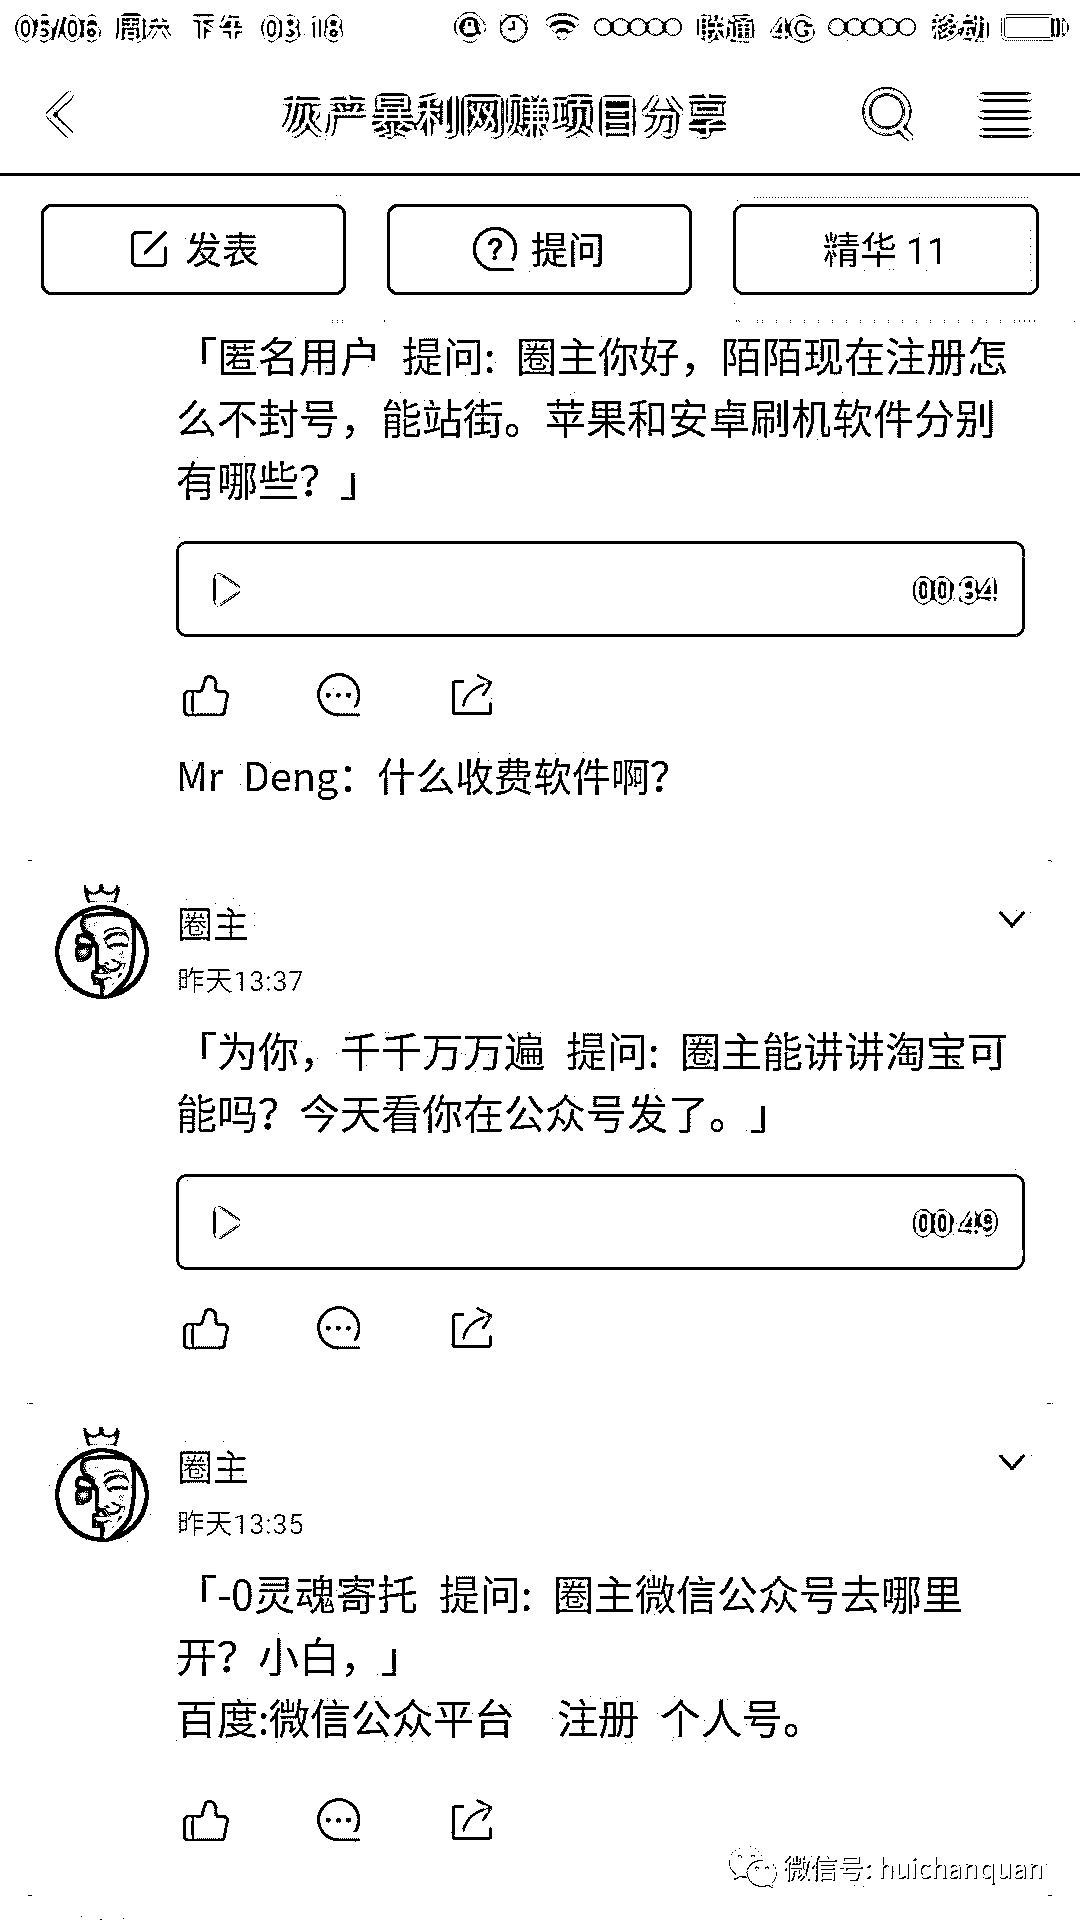 05/06 周六 下午 03:18 联通 4G 移动
灰产暴利网赚项目分享
发表 提问 精华 11
「匿名用户 提问: 圈主你好，陌陌现在注册怎
么不封号，能站街。苹果和安卓刷机软件分别
有哪些？」
00:34
Mr Deng：什么收费软件啊？
圈主
昨天13:37
「为你，千千万万遍 提问: 圈主能讲讲淘宝可
能吗？今天看你在公众号发了。」
00:49
圈主
昨天13:35
「-0灵魂寄托 提问: 圈主微信公众号去哪里
开？小白，」
百度:微信公众平台 注册 个人号。
微信号: huichanquan